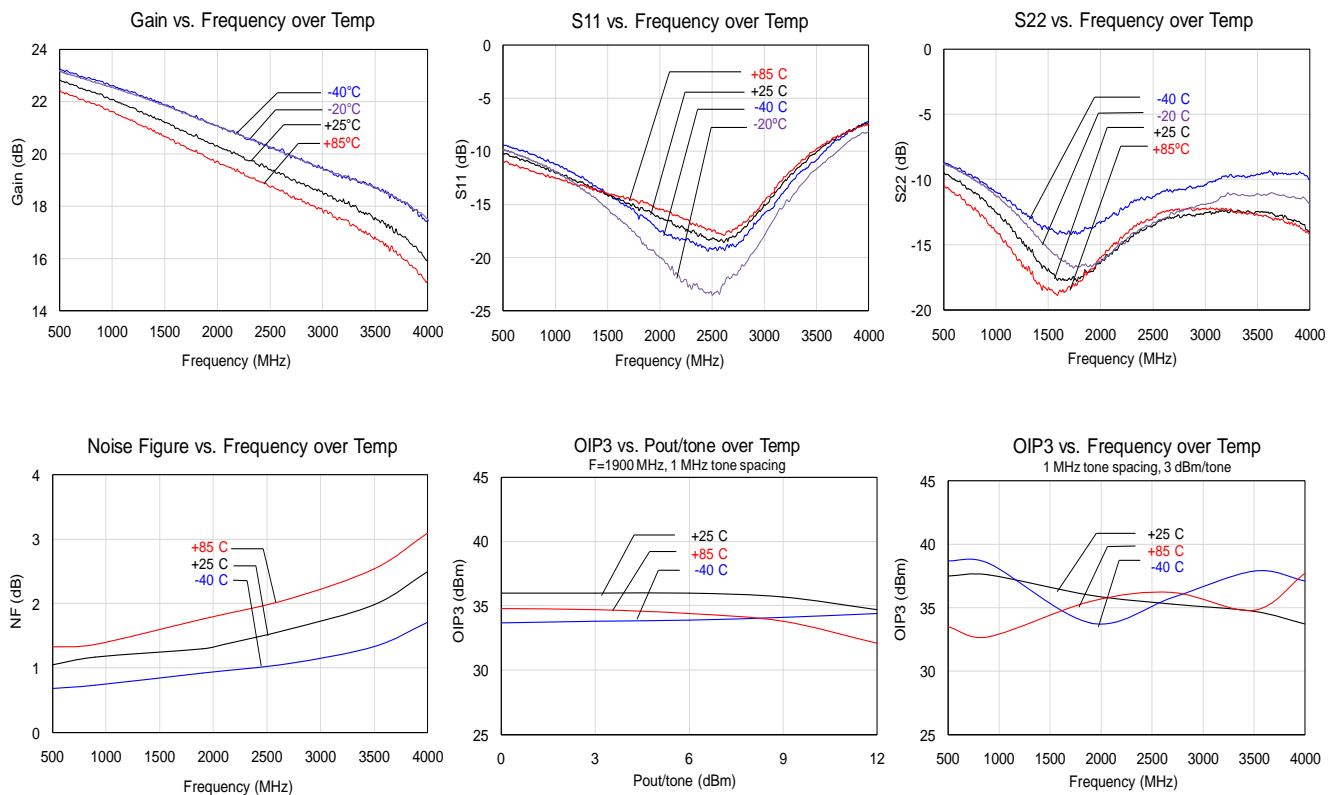 Gain vs. Frequency over Temp
24
22
20
18
16
14
Gain (dB)
-40°C
-20°C
+25°C
+85ºC
500 1000 1500 2000 2500 3000 3500 4000
Frequency (MHz)
S11 vs. Frequency over Temp
0
-5
-10
-15
-20
-25
S11 (dB)
+85 C
+25 C
-40 C
-20ºC
500 1000 1500 2000 2500 3000 3500 4000
Frequency (MHz)
S22 vs. Frequency over Temp
0
-5
-10
-15
-20
S22 (dB)
-40 C
-20 C
+25 C
+85ºC
500 1000 1500 2000 2500 3000 3500 4000
Frequency (MHz)
Noise Figure vs. Frequency over Temp
4
3
2
1
0
NF (dB)
+85 C
+25 C
-40 C
500 1000 1500 2000 2500 3000 3500 4000
Frequency (MHz)
OIP3 vs. Pout/tone over Temp
F=1900 MHz, 1 MHz tone spacing
45
40
35
30
25
OIP3 (dBm)
+25 C
+85 C
-40 C
0 3 6 9 12
Pout/tone (dBm)
OIP3 vs. Frequency over Temp
1 MHz tone spacing, 3 dBm/tone
45
40
35
30
25
OIP3 (dBm)
+25 C
+85 C
-40 C
500 1000 1500 2000 2500 3000 3500 4000
Frequency (MHz)